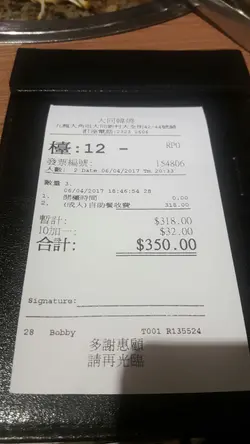 檯:12 - RP0
發票編號: 154806
人數: 2 Date 06/04/2017 Tm 20:33
數量 3.
06/04/2017 18:46:54 28
1 開檯時間 0.00
2 (成人)自助餐收費 318.00
暫計: $318.00
10加一: $32.00
合計: $350.00
Signature:
28 Bobby T001 R135524
多謝惠顧
請再光臨